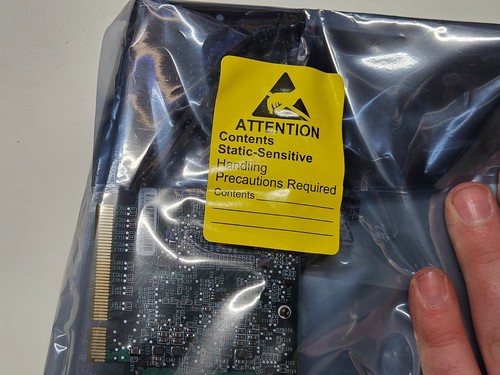 ATTENTION
Contents
Static-Sensitive
Handling
Precautions Required
Contents